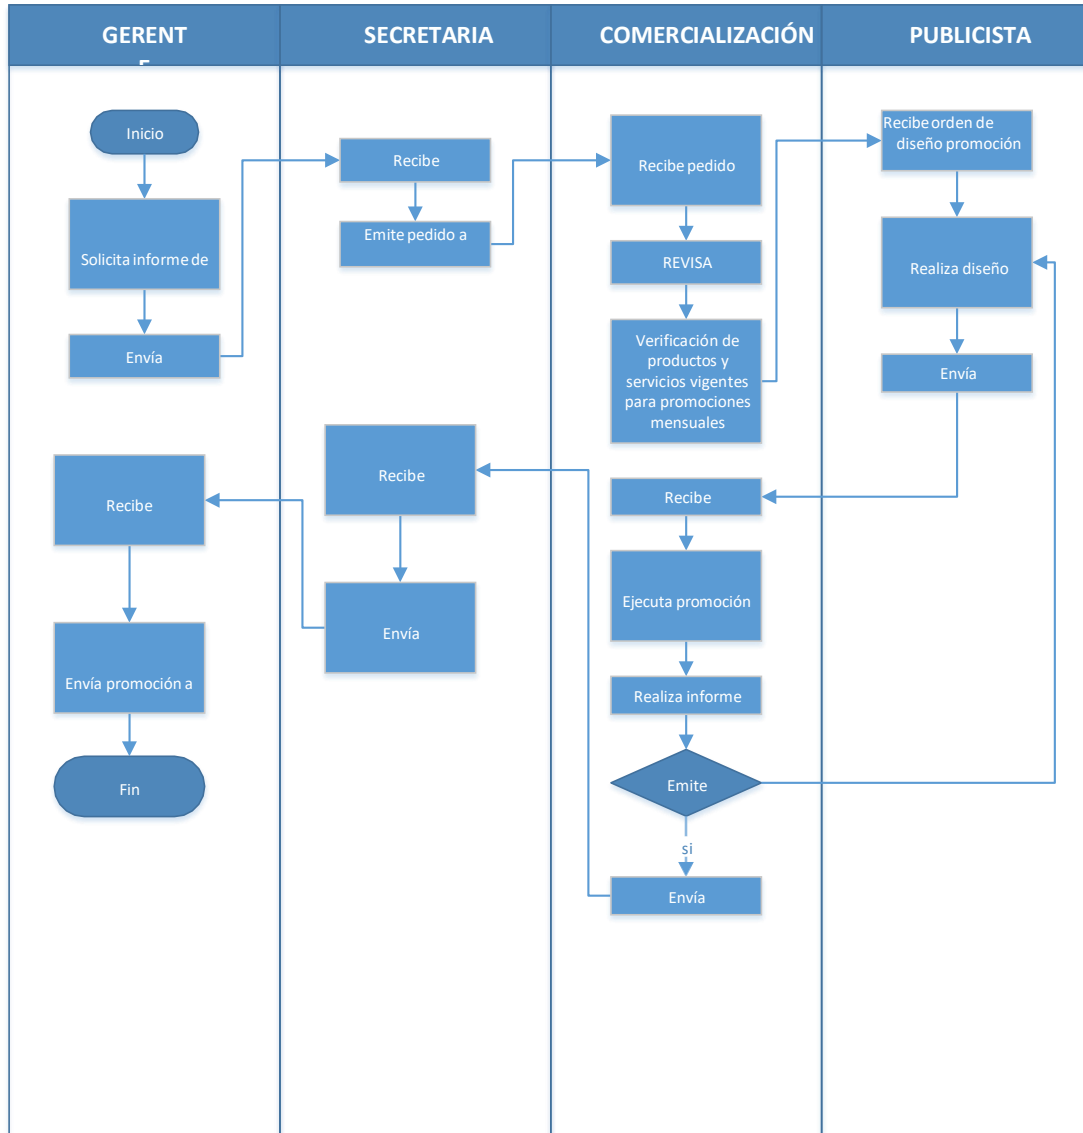 GERENT
SECRETARIA
COMERCIALIZACIÓN
PUBLICISTA
Inicio
Solicita informe de
Envía
Recibe
Envía promoción a
Fin
Recibe
Emite pedido a
Recibe
Envía
Recibe pedido
REVISA
Verificación de
productos y
servicios vigentes
para promociones
mensuales
Recibe
Ejecuta promoción
Realiza informe
Emite
si
Envía
Recibe orden de
diseño promoción
Realiza diseño
Envía